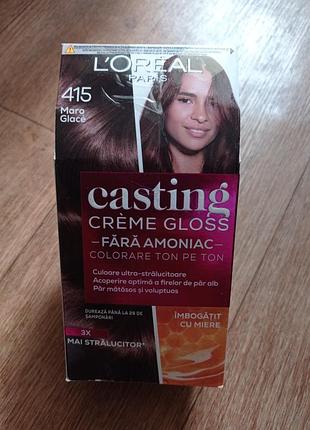 L'ORÉAL
PARIS
415
Maro
Glacé
casting
CRÈME GLOSS
FĂRĂ AMONIAC
COLORARE TON PE TON
Culoare ultra-strălucitoare
Acoperire optimă a firelor de păr alb
Păr mătăsos și voluptuos
DUREAZĂ PÂNĂ LA 28 DE
ȘAMPONĂRI
ÎMBOGĂȚIT
CU MIERE
3X
MAI STRĂLUCITOR*